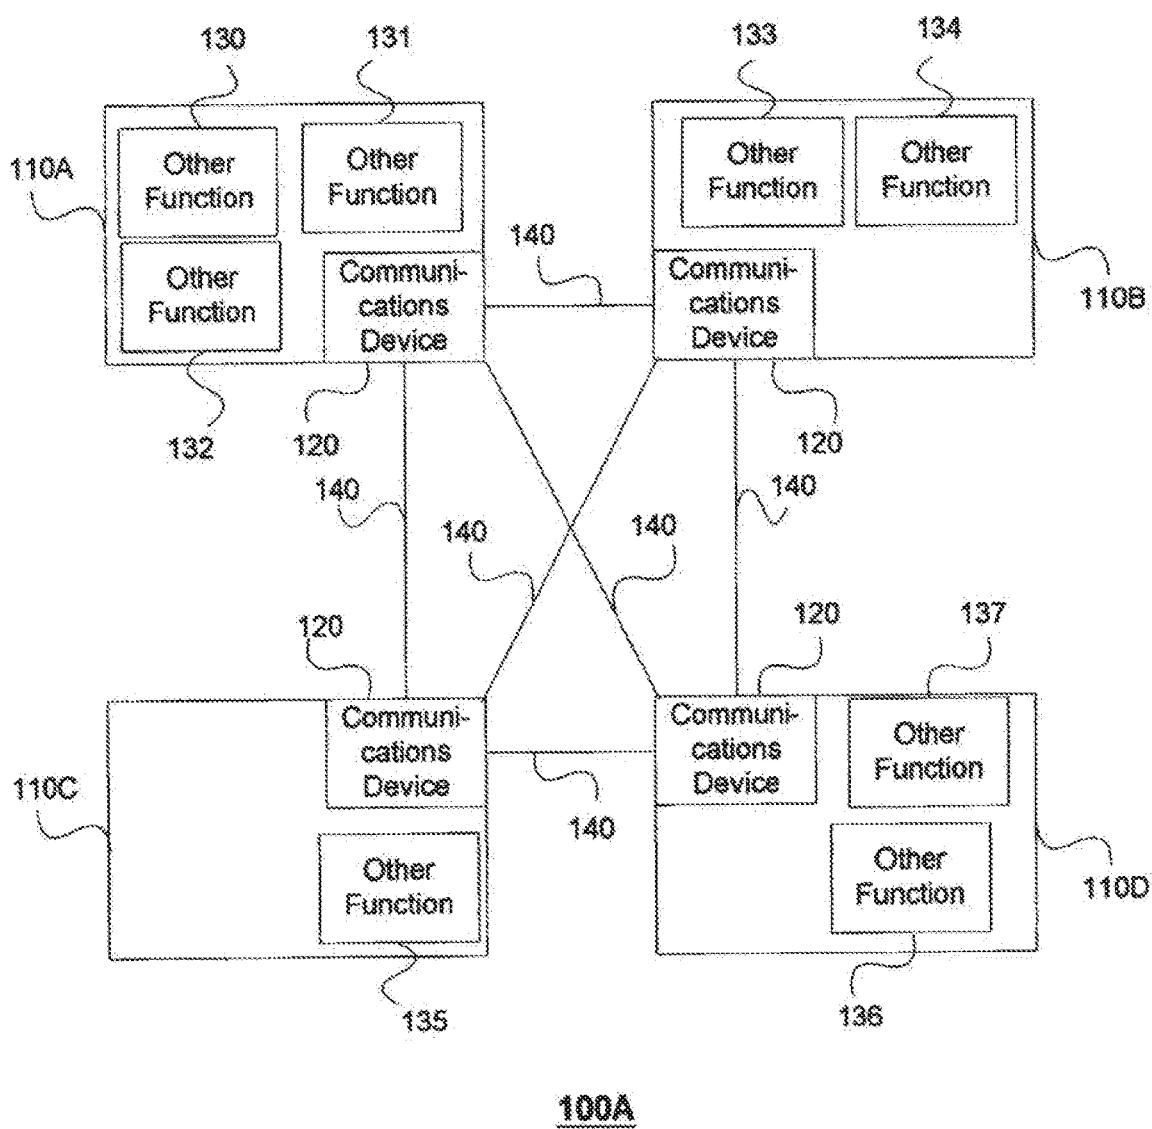 130
131
133
134
110A
Other
Function
Other
Function
Other
Function
Other
Function
140
Other
Function
Communi-
cations
Device
Communi-
cations
Device
110B
132
120
120
140
140
140
140
120
120
137
Communi-
cations
Device
Communi-
cations
Device
Other
Function
110C
140
Other
Function
Other
Function
110D
135
136
100A